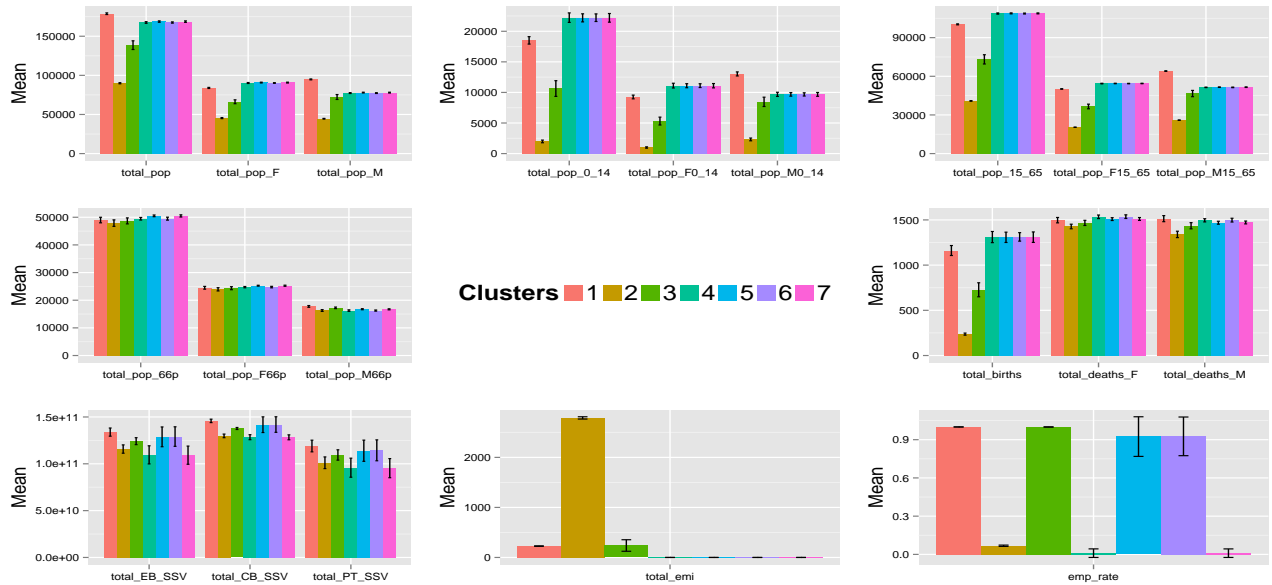 Mean
150000
100000
50000
0
total_pop
total_pop_F
total_pop_M
Mean
20000
15000
10000
5000
0
total_pop_0_14
total_pop_F0_14
total_pop_M0_14
Mean
90000
60000
30000
0
total_pop_15_65
total_pop_F15_65
total_pop_M15_65
Mean
50000
40000
30000
20000
10000
0
total_pop_66p
total_pop_F66p
total_pop_M66p
Clusters 1 2 3 4 5 6 7
Mean
1500
1000
500
0
total_births
total_deaths_F
total_deaths_M
Mean
1.5e+11
1.0e+11
5.0e+10
0.0e+00
total_EB_SSV
total_CB_SSV
total_PT_SSV
Mean
2000
1000
0
total_emi
Mean
0.9
0.6
0.3
0.0
emp_rate